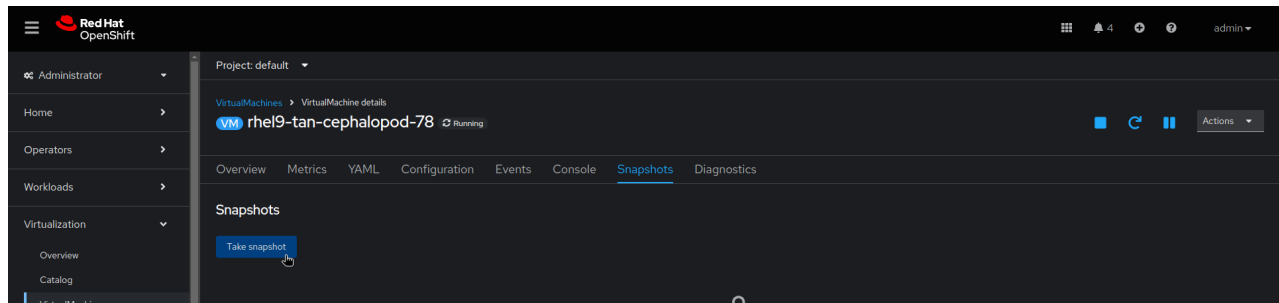 Red Hat
OpenShift
4
admin
Administrator
Project: default
Home
VirtualMachines > VirtualMachine details
VM rhel9-tan-cephalopod-78 Running
Actions
Operators
Overview Metrics YAML Configuration Events Console Snapshots Diagnostics
Workloads
Snapshots
Virtualization
Take snapshot
Overview
Catalog